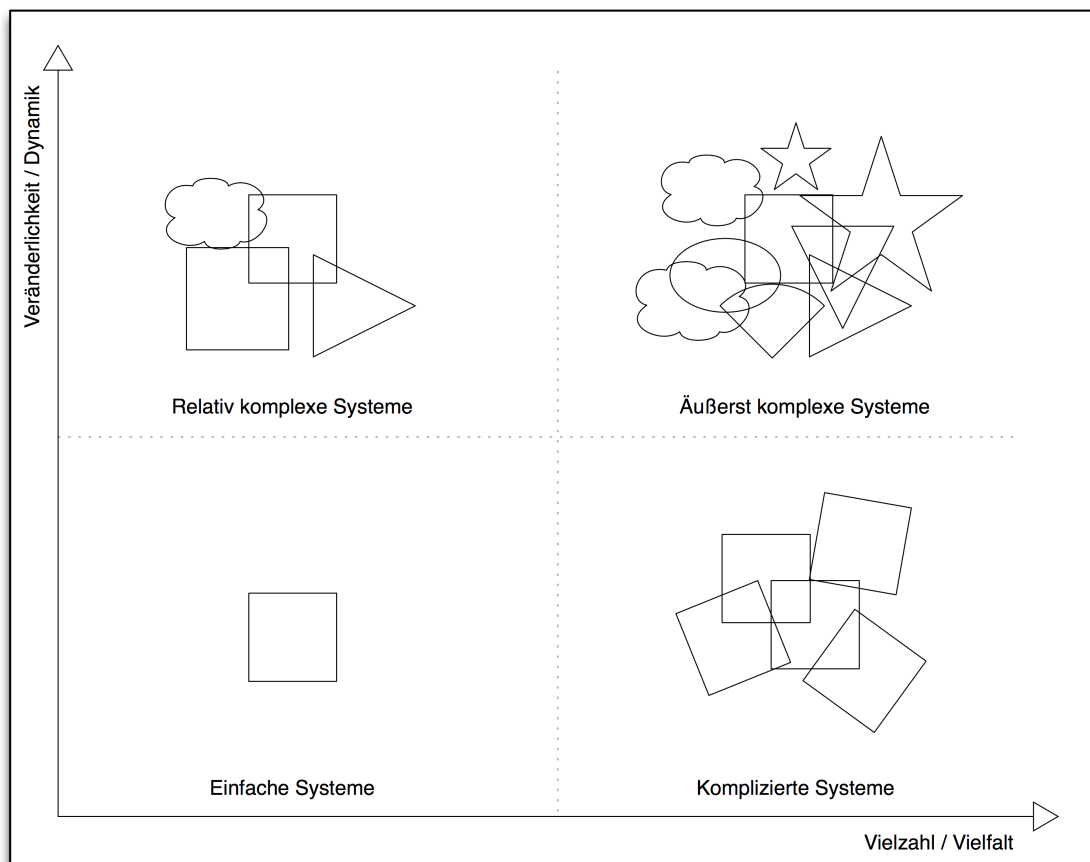 Veränderlichkeit / Dynamik
Relativ komplexe Systeme
Äußerst komplexe Systeme
Einfache Systeme
Komplizierte Systeme
Vielzahl / Vielfalt